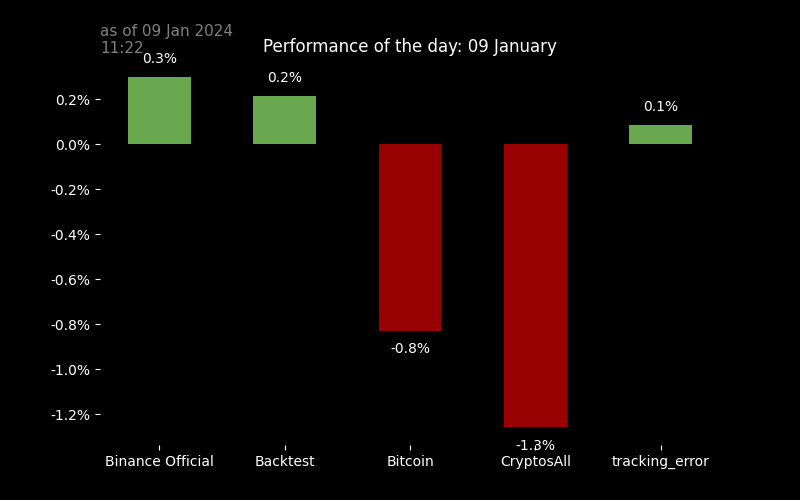 as of 09 Jan 2024
11:22
Performance of the day: 09 January
0.3%
0.2%
0.1%
-0.8%
-1.3%
0.2%
0.0%
-0.2%
-0.4%
-0.6%
-0.8%
-1.0%
-1.2%
Binance Official
Backtest
Bitcoin
CryptosAll
tracking_error